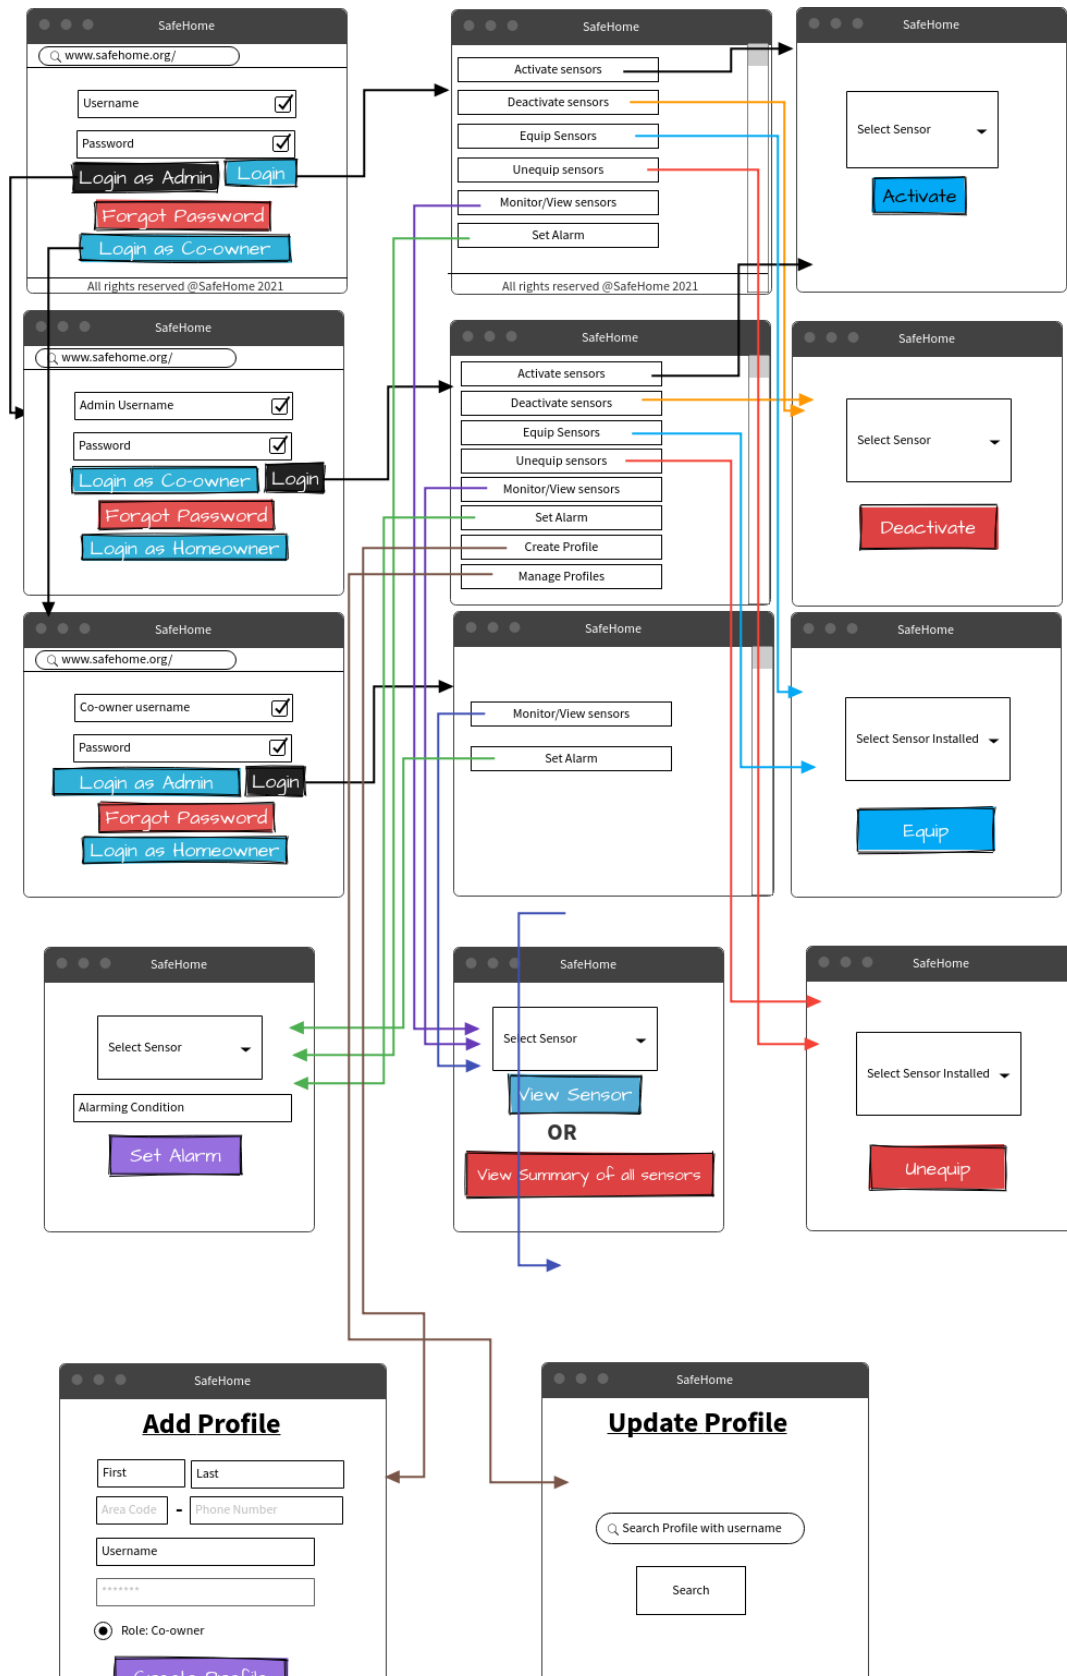 SafeHome
www.safehome.org/
Username
Password
Login as Admin
Login
Forgot Password
Login as Co-owner
All rights reserved @SafeHome 2021
SafeHome
Activate sensors
Deactivate sensors
Equip Sensors
Unequip sensors
Monitor/View sensors
Set Alarm
All rights reserved @SafeHome 2021
SafeHome
Select Sensor
Activate
SafeHome
www.safehome.org/
Admin Username
Password
Login as Co-owner
Login
Forgot Password
Login as Homeowner
SafeHome
Activate sensors
Deactivate sensors
Equip Sensors
Unequip sensors
Monitor/View sensors
Set Alarm
Create Profile
Manage Profiles
SafeHome
Select Sensor
Deactivate
SafeHome
www.safehome.org/
Co-owner username
Password
Login as Admin
Login
Forgot Password
Login as Homeowner
SafeHome
Monitor/View sensors
Set Alarm
SafeHome
Select Sensor Installed
Equip
SafeHome
Select Sensor
Alarming Condition
Set Alarm
SafeHome
Select Sensor
View Sensor
OR
View Summary of all sensors
SafeHome
Select Sensor Installed
Unequip
SafeHome
Add Profile
First
Last
Area Code - Phone Number
Username
*******
Role: Co-owner
Create Profile
SafeHome
Update Profile
Search Profile with username
Search